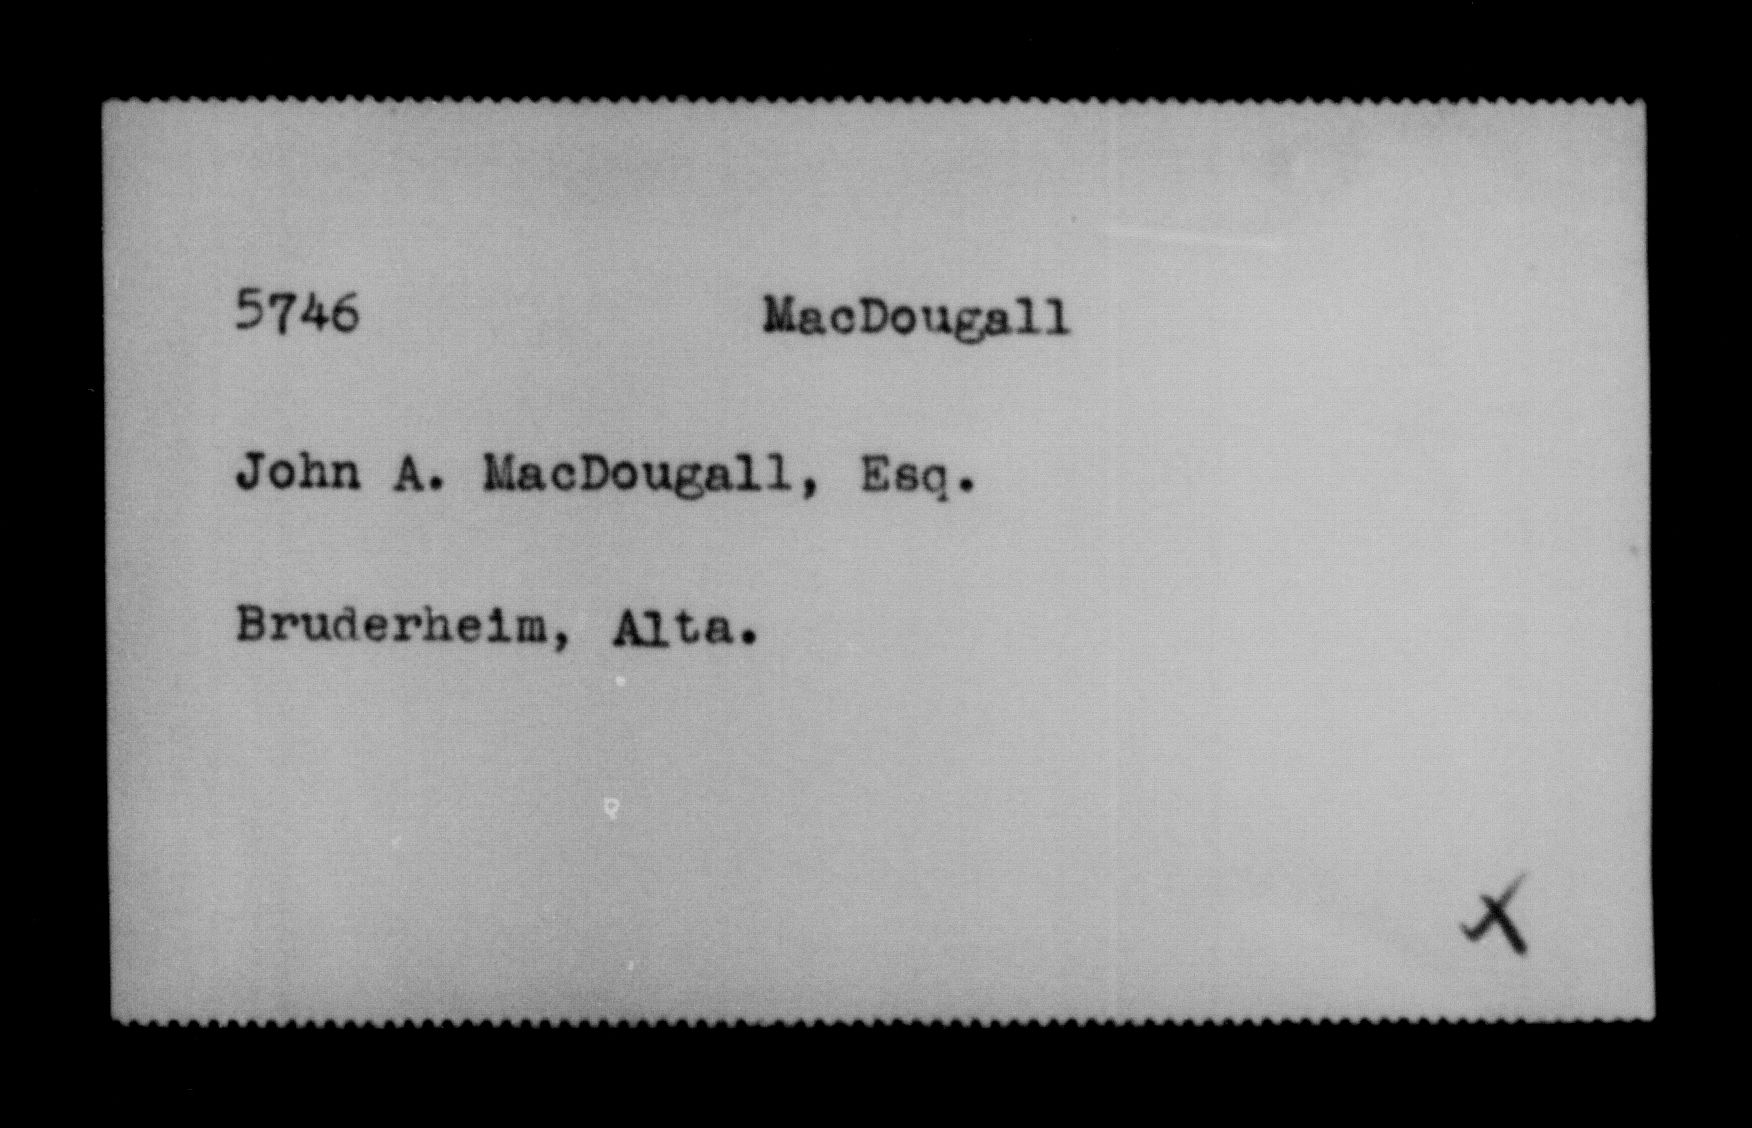 5746 MacDougall
John A. MacDougall, Esq.
Bruderheim, Alta.
X